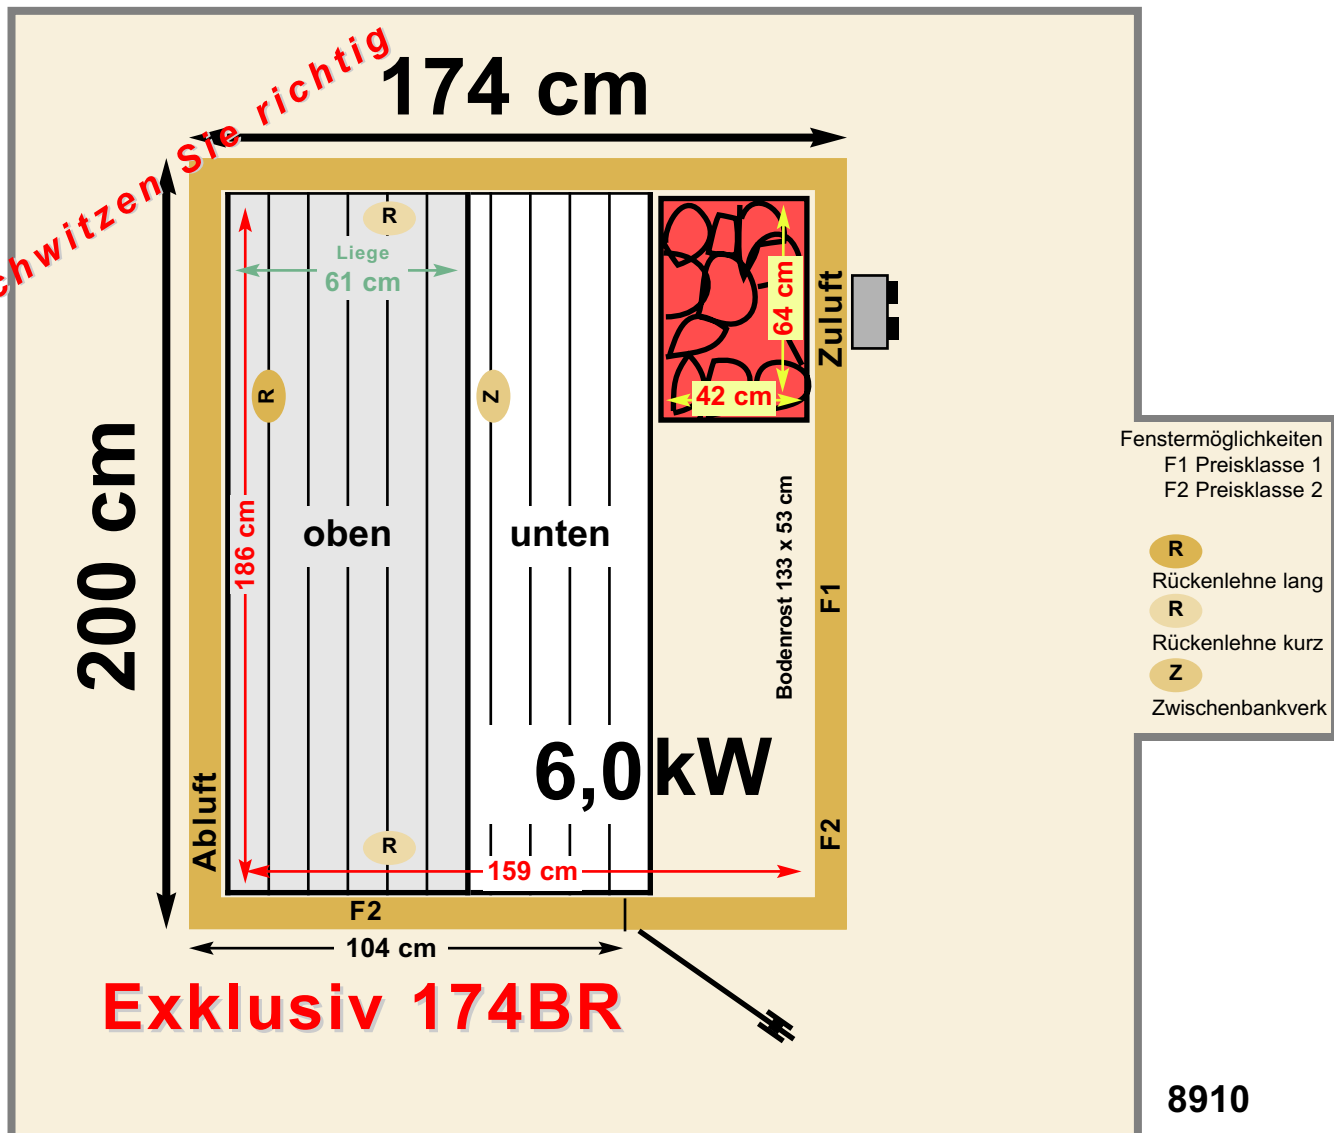 chwitzen Sie richtig
174 cm
200 cm
R
Liege
61 cm
R
Z
186 cm
oben
unten
64 cm
42 cm
Zuluft
Bodenrost 133 x 53 cm
F1
6,0 kW
Abluft
R
159 cm
F2
F2
104 cm
Exklusiv 174BR
Fenstermöglichkeiten
F1 Preisklasse 1
F2 Preisklasse 2
R
Rückenlehne lang
R
Rückenlehne kurz
Z
Zwischenbankverk
8910